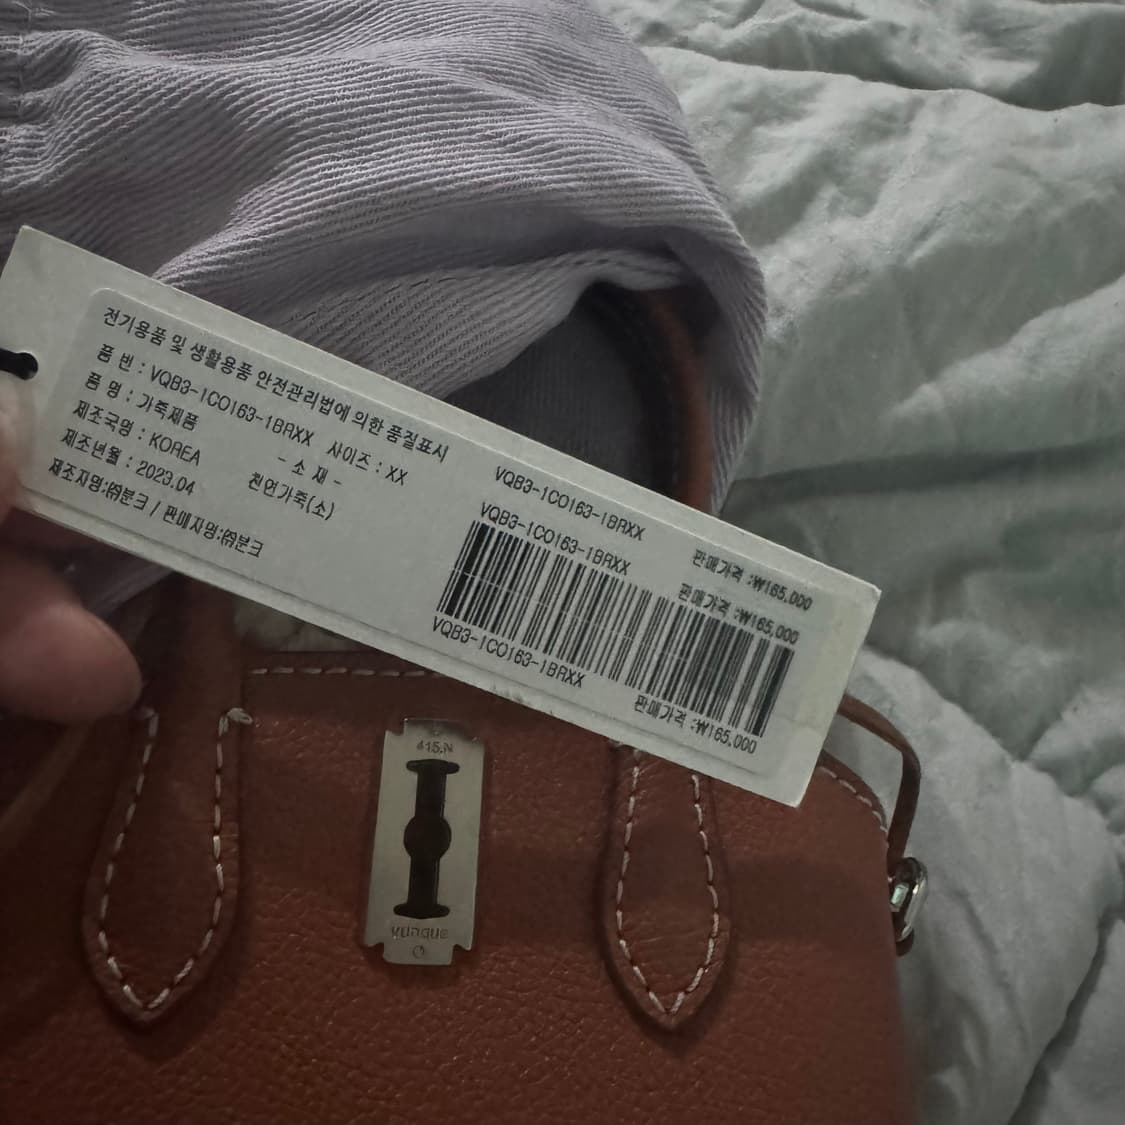 전기용품 및 생활용품 안전관리법에 의한 품질표시
품 번 : VQB3-1CO163-1BRXX 사이즈 : XX
품 명 : 가죽제품
- 소 재 -
제조국명 : KOREA
천연가죽(소)
제조년월 : 2023.04
제조자명:㈜분크 / 판매자명:㈜분크
VQB3-1CO163-1BRXX
판매가격 :₩165,000
VQB3-1CO163-1BRXX
판매가격 :₩165,000
VQB3-1CO163-1BRXX
판매가격 :₩165,000
415.N
vunque